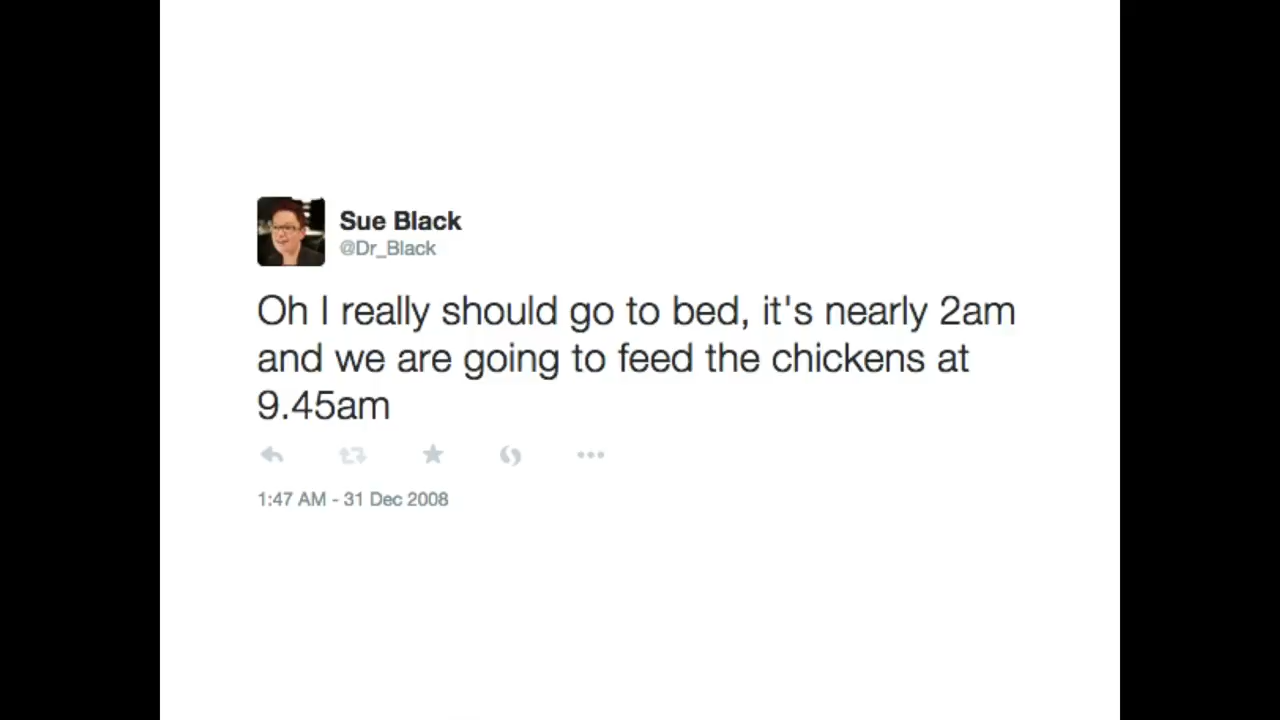 Sue Black
@Dr_Black
Oh I really should go to bed, it's nearly 2am
and we are going to feed the chickens at
9.45am
1:47 AM - 31 Dec 2008